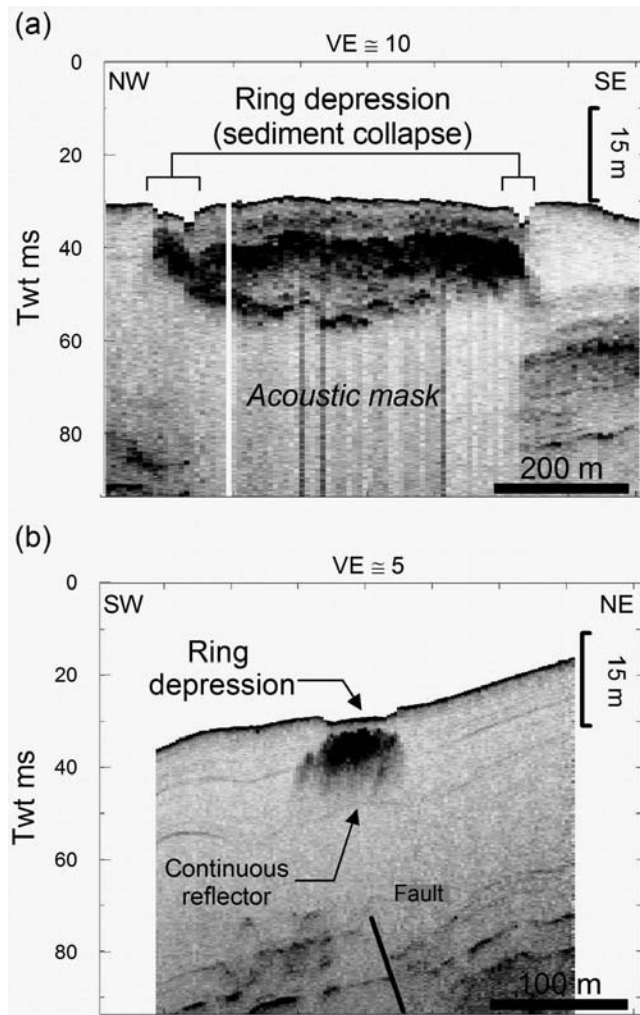 (a)
VE ≅ 10
0
NW
SE
Ring depression
(sediment collapse)
15 m
20
40
Twt ms
60
Acoustic mask
80
200 m
(b)
VE ≅ 5
0
SW
NE
Ring
depression
15 m
20
40
Twt ms
60
Continuous
reflector
Fault
80
100 m